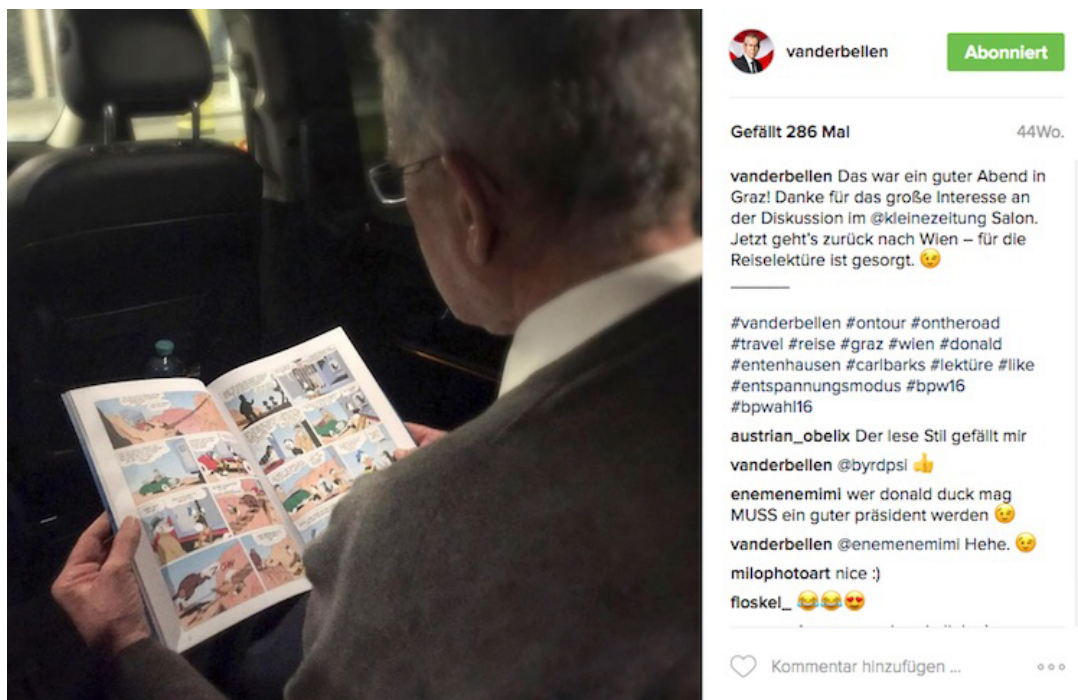 vanderbellen
Abonniert
Gefällt 286 Mal
44Wo.
vanderbellen Das war ein guter Abend in
Graz! Danke für das große Interesse an
der Diskussion im @kleinezeitung Salon.
Jetzt geht's zurück nach Wien – für die
Reiselektüre ist gesorgt. 😉
#vanderbellen #ontour #ontheroad
#travel #reise #graz #wien #donald
#entenhausen #carlbarks #lektüre #like
#entspannungsmodus #bpw16
#bpwahl16
austrian_obelix Der lese Stil gefällt mir
vanderbellen @byrdpsi 👍
enemenemimi wer donald duck mag
MUSS ein guter präsident werden 😉
vanderbellen @enemenemimi Hehe. 😉
milophotoart nice :)
floskel_ 😂😂😍
Kommentar hinzufügen ...